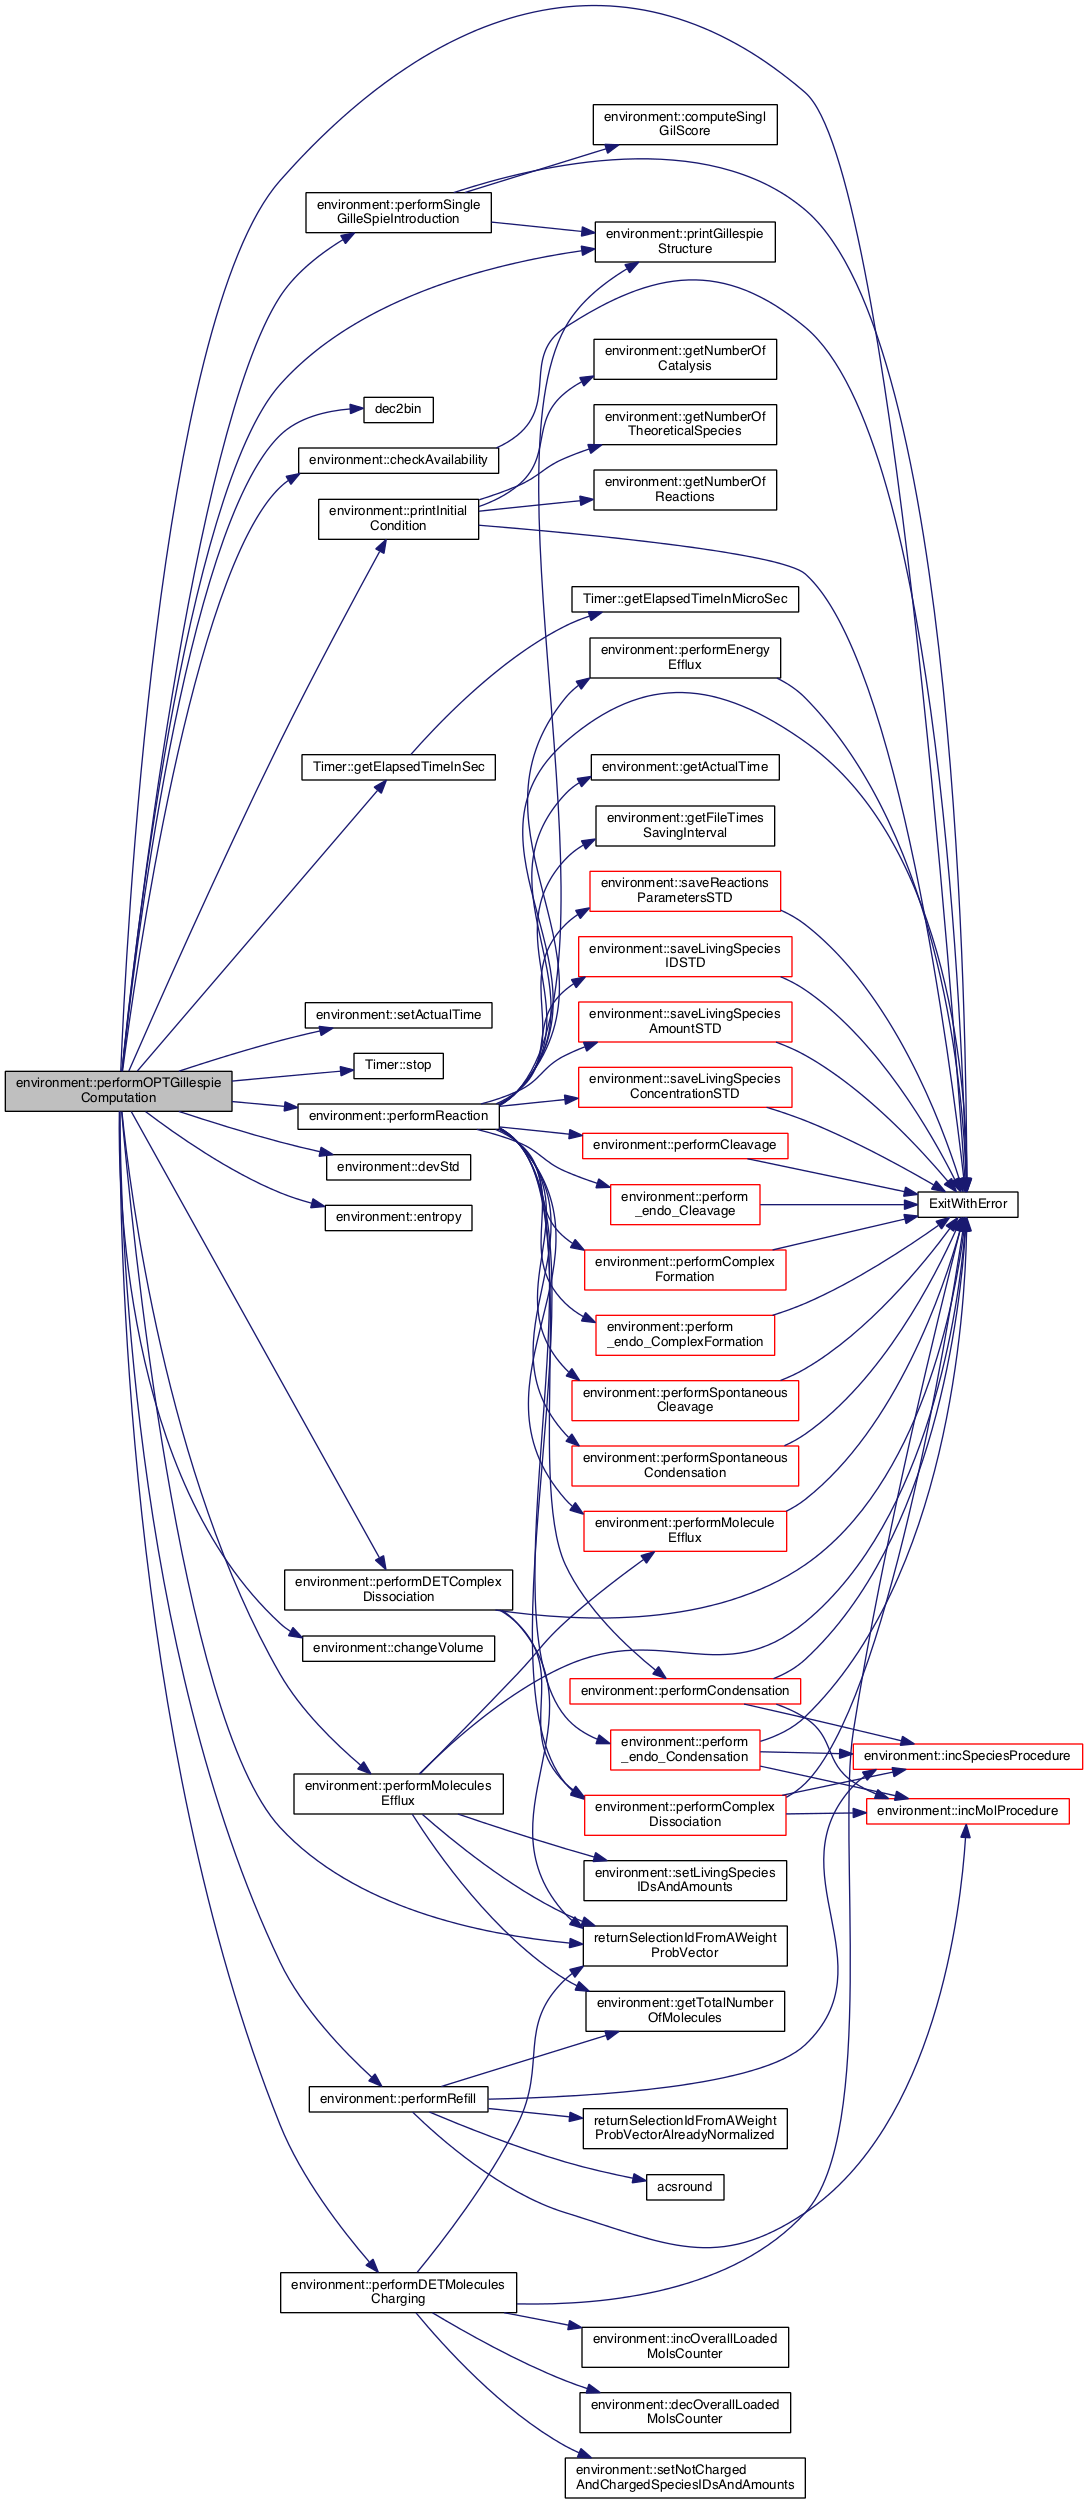 environment::computeSingl
GilScore
environment::performSingle
GilleSpieIntroduction
environment::printGillespie
Structure
environment::getNumberOf
Catalysis
dec2bin
environment::getNumberOf
TheoreticalSpecies
environment::checkAvailability
environment::getNumberOf
Reactions
environment::printInitial
Condition
Timer::getElapsedTimeInMicroSec
environment::performEnergy
Efflux
Timer::getElapsedTimeInSec
environment::getActualTime
environment::getFileTimes
SavingInterval
environment::saveReactions
ParametersSTD
environment::saveLivingSpecies
IDSTD
environment::setActualTime
environment::saveLivingSpecies
AmountSTD
Timer::stop
environment::performOPTGillespie
Computation
environment::saveLivingSpecies
ConcentrationSTD
environment::performReaction
environment::performCleavage
environment::devStd
environment::perform
_endo_Cleavage
ExitWithError
environment::entropy
environment::performComplex
Formation
environment::perform
_endo_ComplexFormation
environment::performSpontaneous
Cleavage
environment::performSpontaneous
Condensation
environment::performMolecule
Efflux
environment::performDETComplex
Dissociation
environment::changeVolume
environment::performCondensation
environment::perform
_endo_Condensation
environment::incSpeciesProcedure
environment::performMolecules
Efflux
environment::performComplex
Dissociation
environment::incMolProcedure
environment::setLivingSpecies
IDsAndAmounts
returnSelectionIdFromAWeight
ProbVector
environment::getTotalNumber
OfMolecules
environment::performRefill
returnSelectionIdFromAWeight
ProbVectorAlreadyNormalized
acsround
environment::performDETMolecules
Charging
environment::incOverallLoaded
MolsCounter
environment::decOverallLoaded
MolsCounter
environment::setNotCharged
AndChargedSpeciesIDsAndAmounts